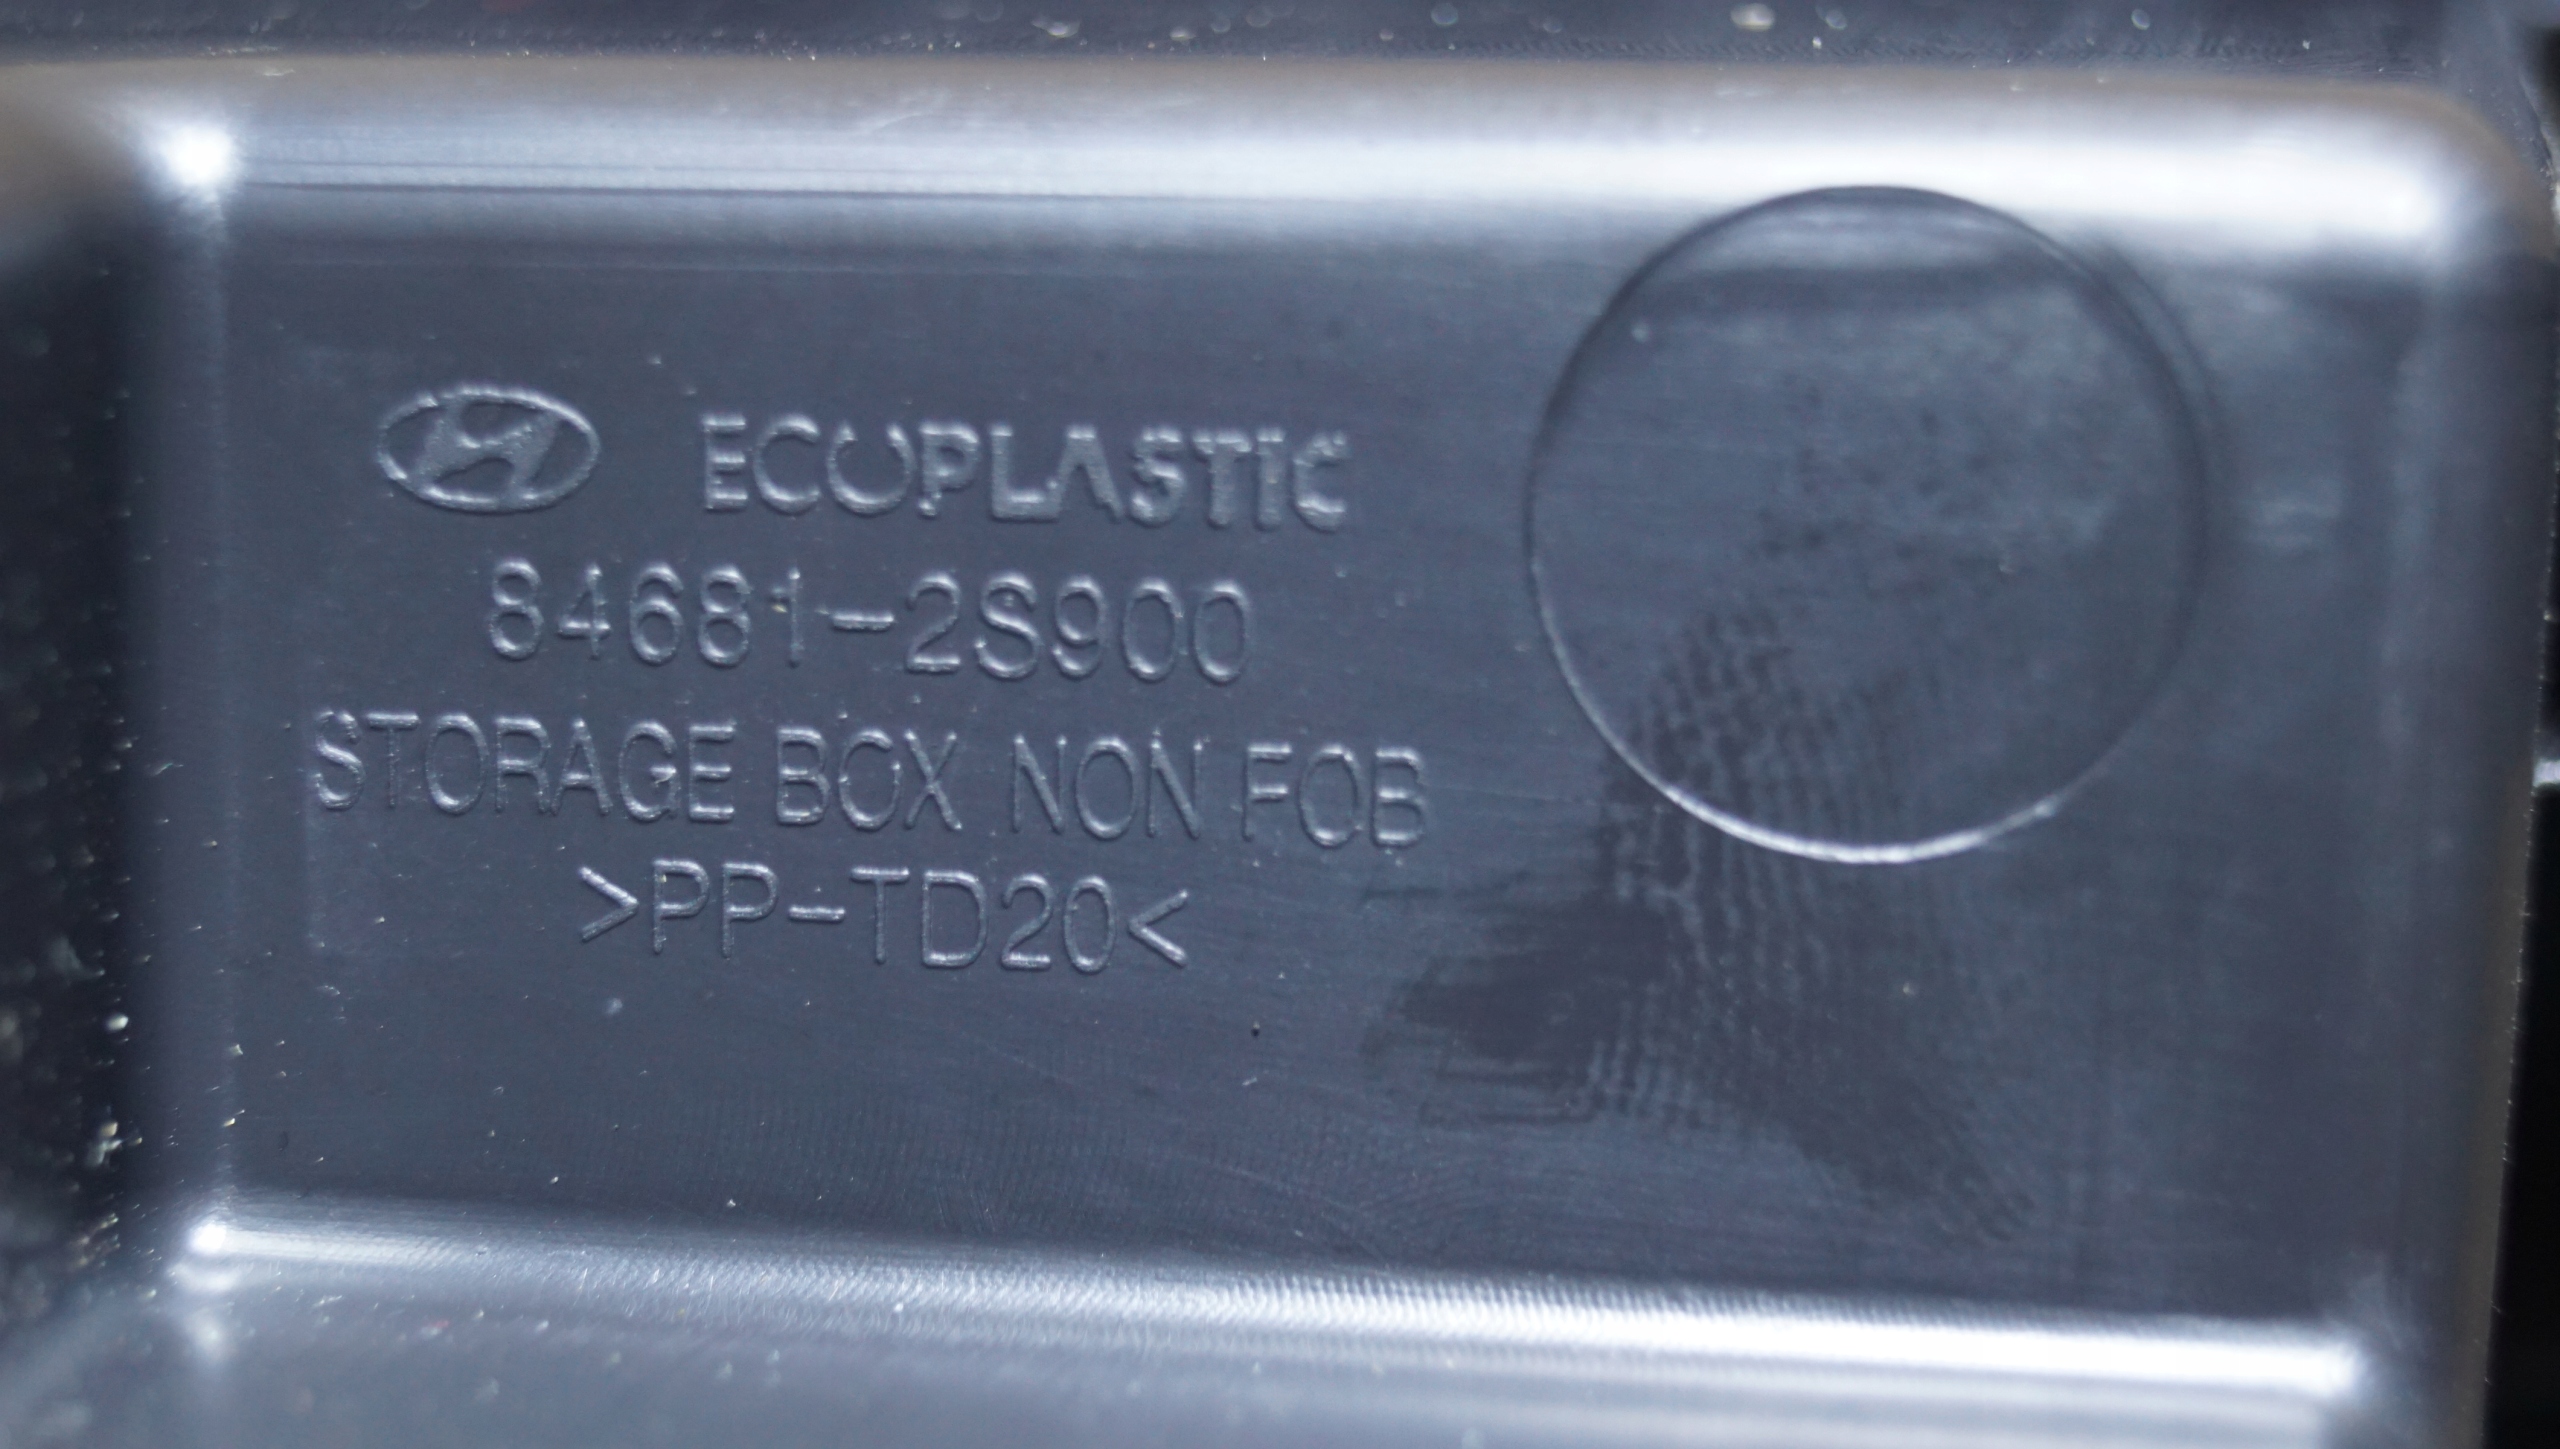 ECOPLASTIC
84681-2S900
STORAGE BOX NON FOB
>PP-TD20<